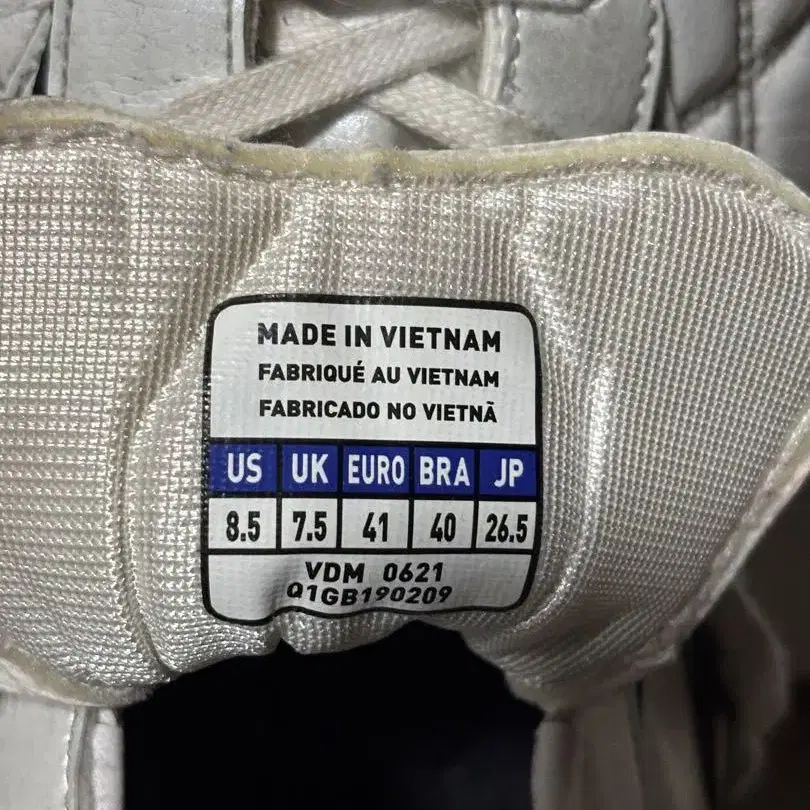 MADE IN VIETNAM
FABRIQUÉ AU VIETNAM
FABRICADO NO VIETNÃ
US UK EURO BRA JP
8.5 7.5 41 40 26.5
VDM 0621
Q1GB190209